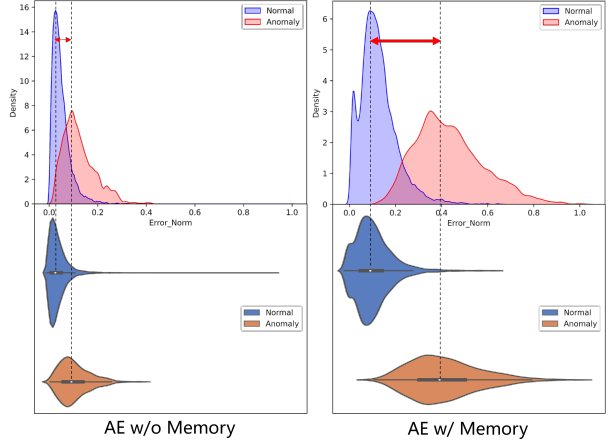 16
14
12
10
8
6
4
2
0
Density
0.0 0.2 0.4 0.6 0.8 1.0
Error_Norm
Normal
Anomaly
Normal
Anomaly
AE w/o Memory
6
5
4
3
2
1
0
Density
0.0 0.2 0.4 0.6 0.8 1.0
Error_Norm
Normal
Anomaly
Normal
Anomaly
AE w/ Memory